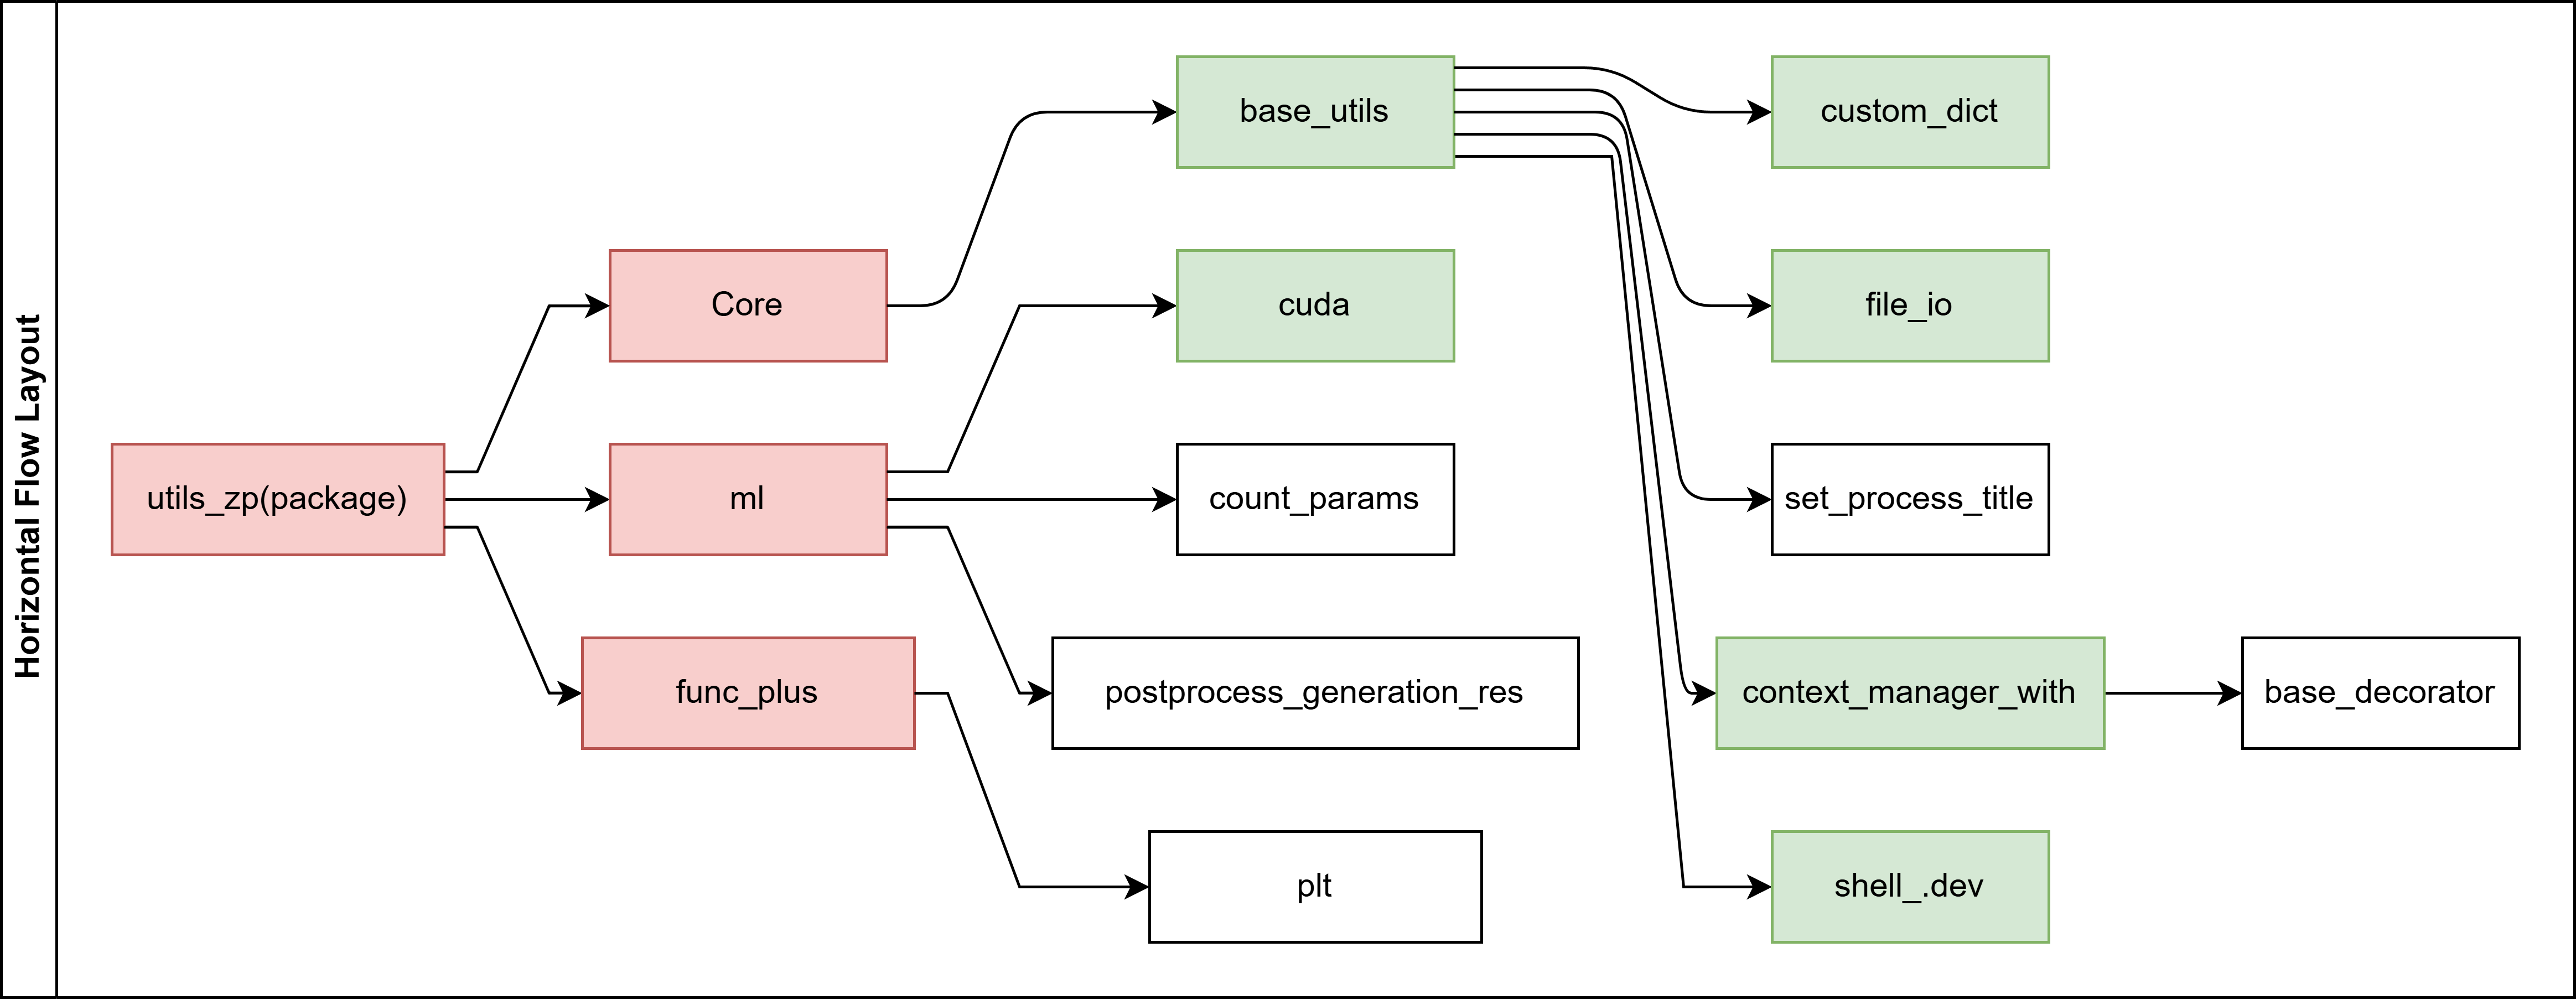 Horizontal Flow Layout
utils_zp(package)
Core
ml
func_plus
base_utils
cuda
count_params
postprocess_generation_res
plt
custom_dict
file_io
set_process_title
context_manager_with
shell_.dev
base_decorator